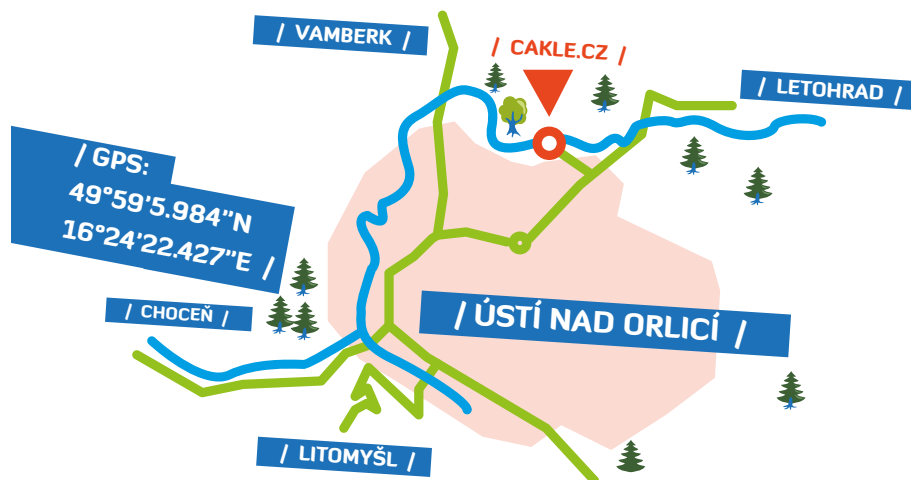 / VAMBERK /
/ CAKLE.CZ /
/ LETOHRAD /
/ GPS:
49°59'5.984"N
16°24'22.427"E /
/ CHOCEŇ /
/ ÚSTÍ NAD ORLICÍ /
/ LITOMYŠL /